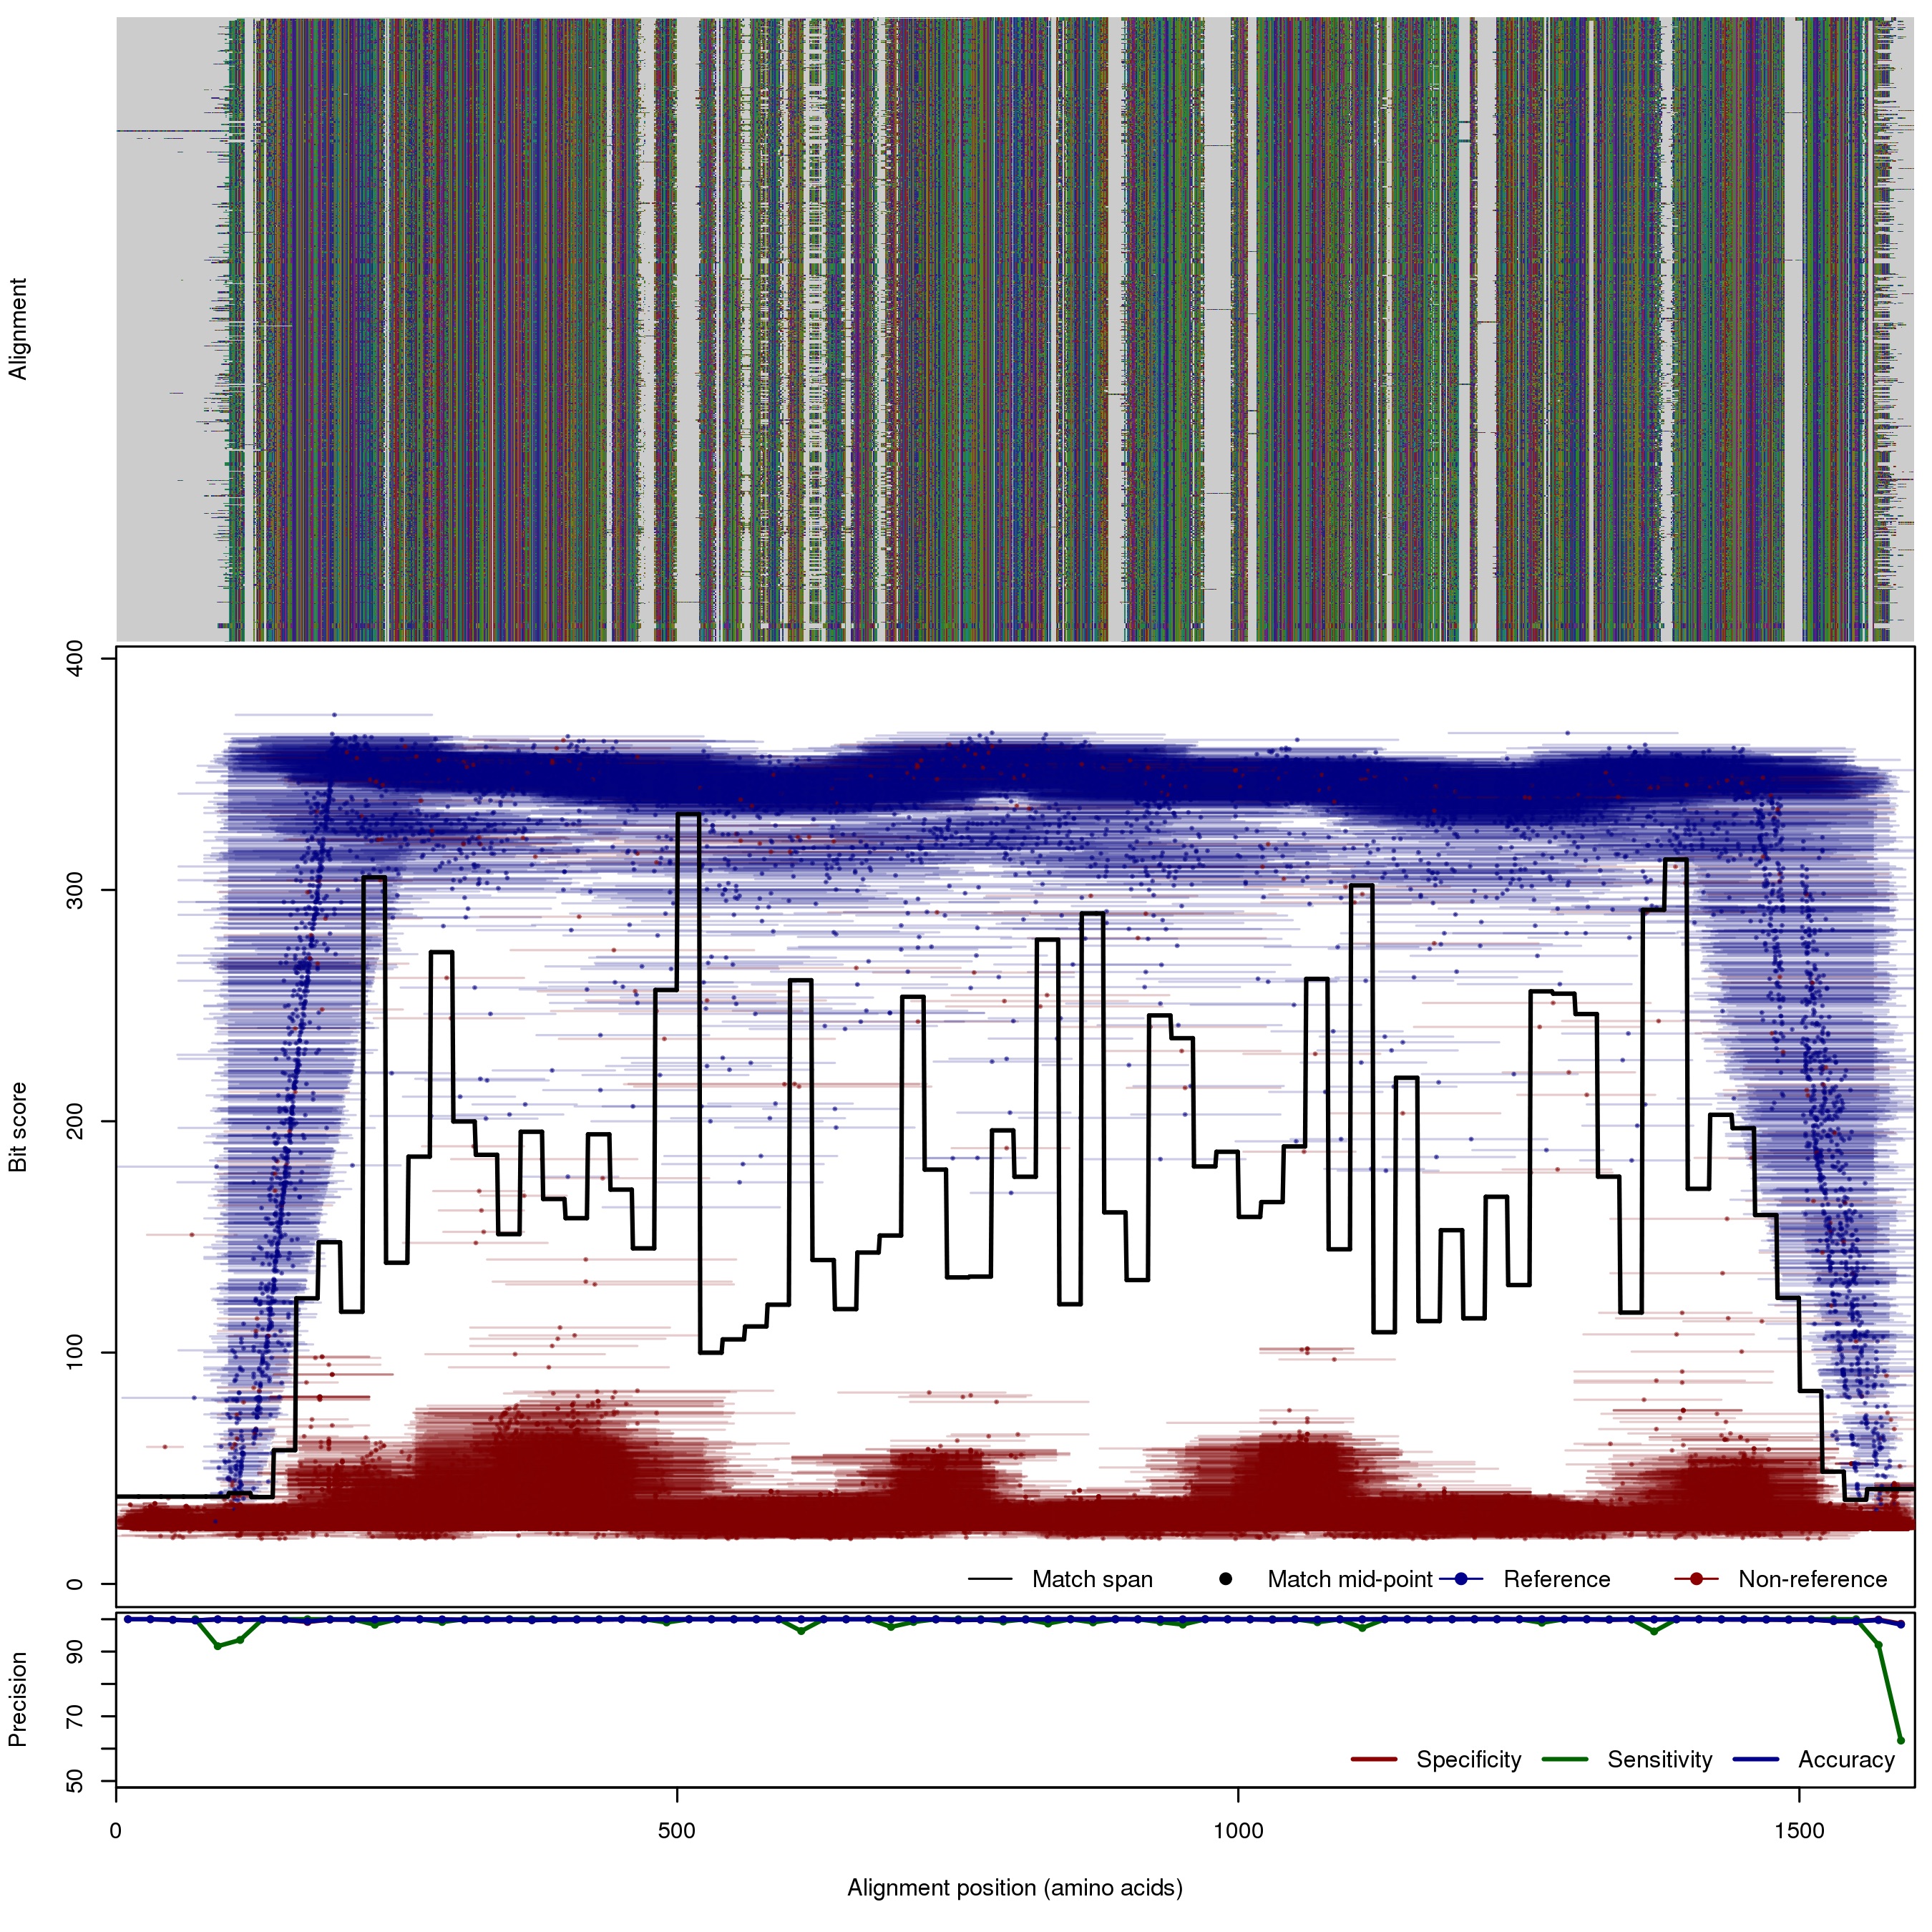 Alignment
400
300
200
100
0
Bit score
Match span
Match mid-point
Reference
Non-reference
90
70
50
Precision
Specificity
Sensitivity
Accuracy
0
500
1000
1500
Alignment position (amino acids)